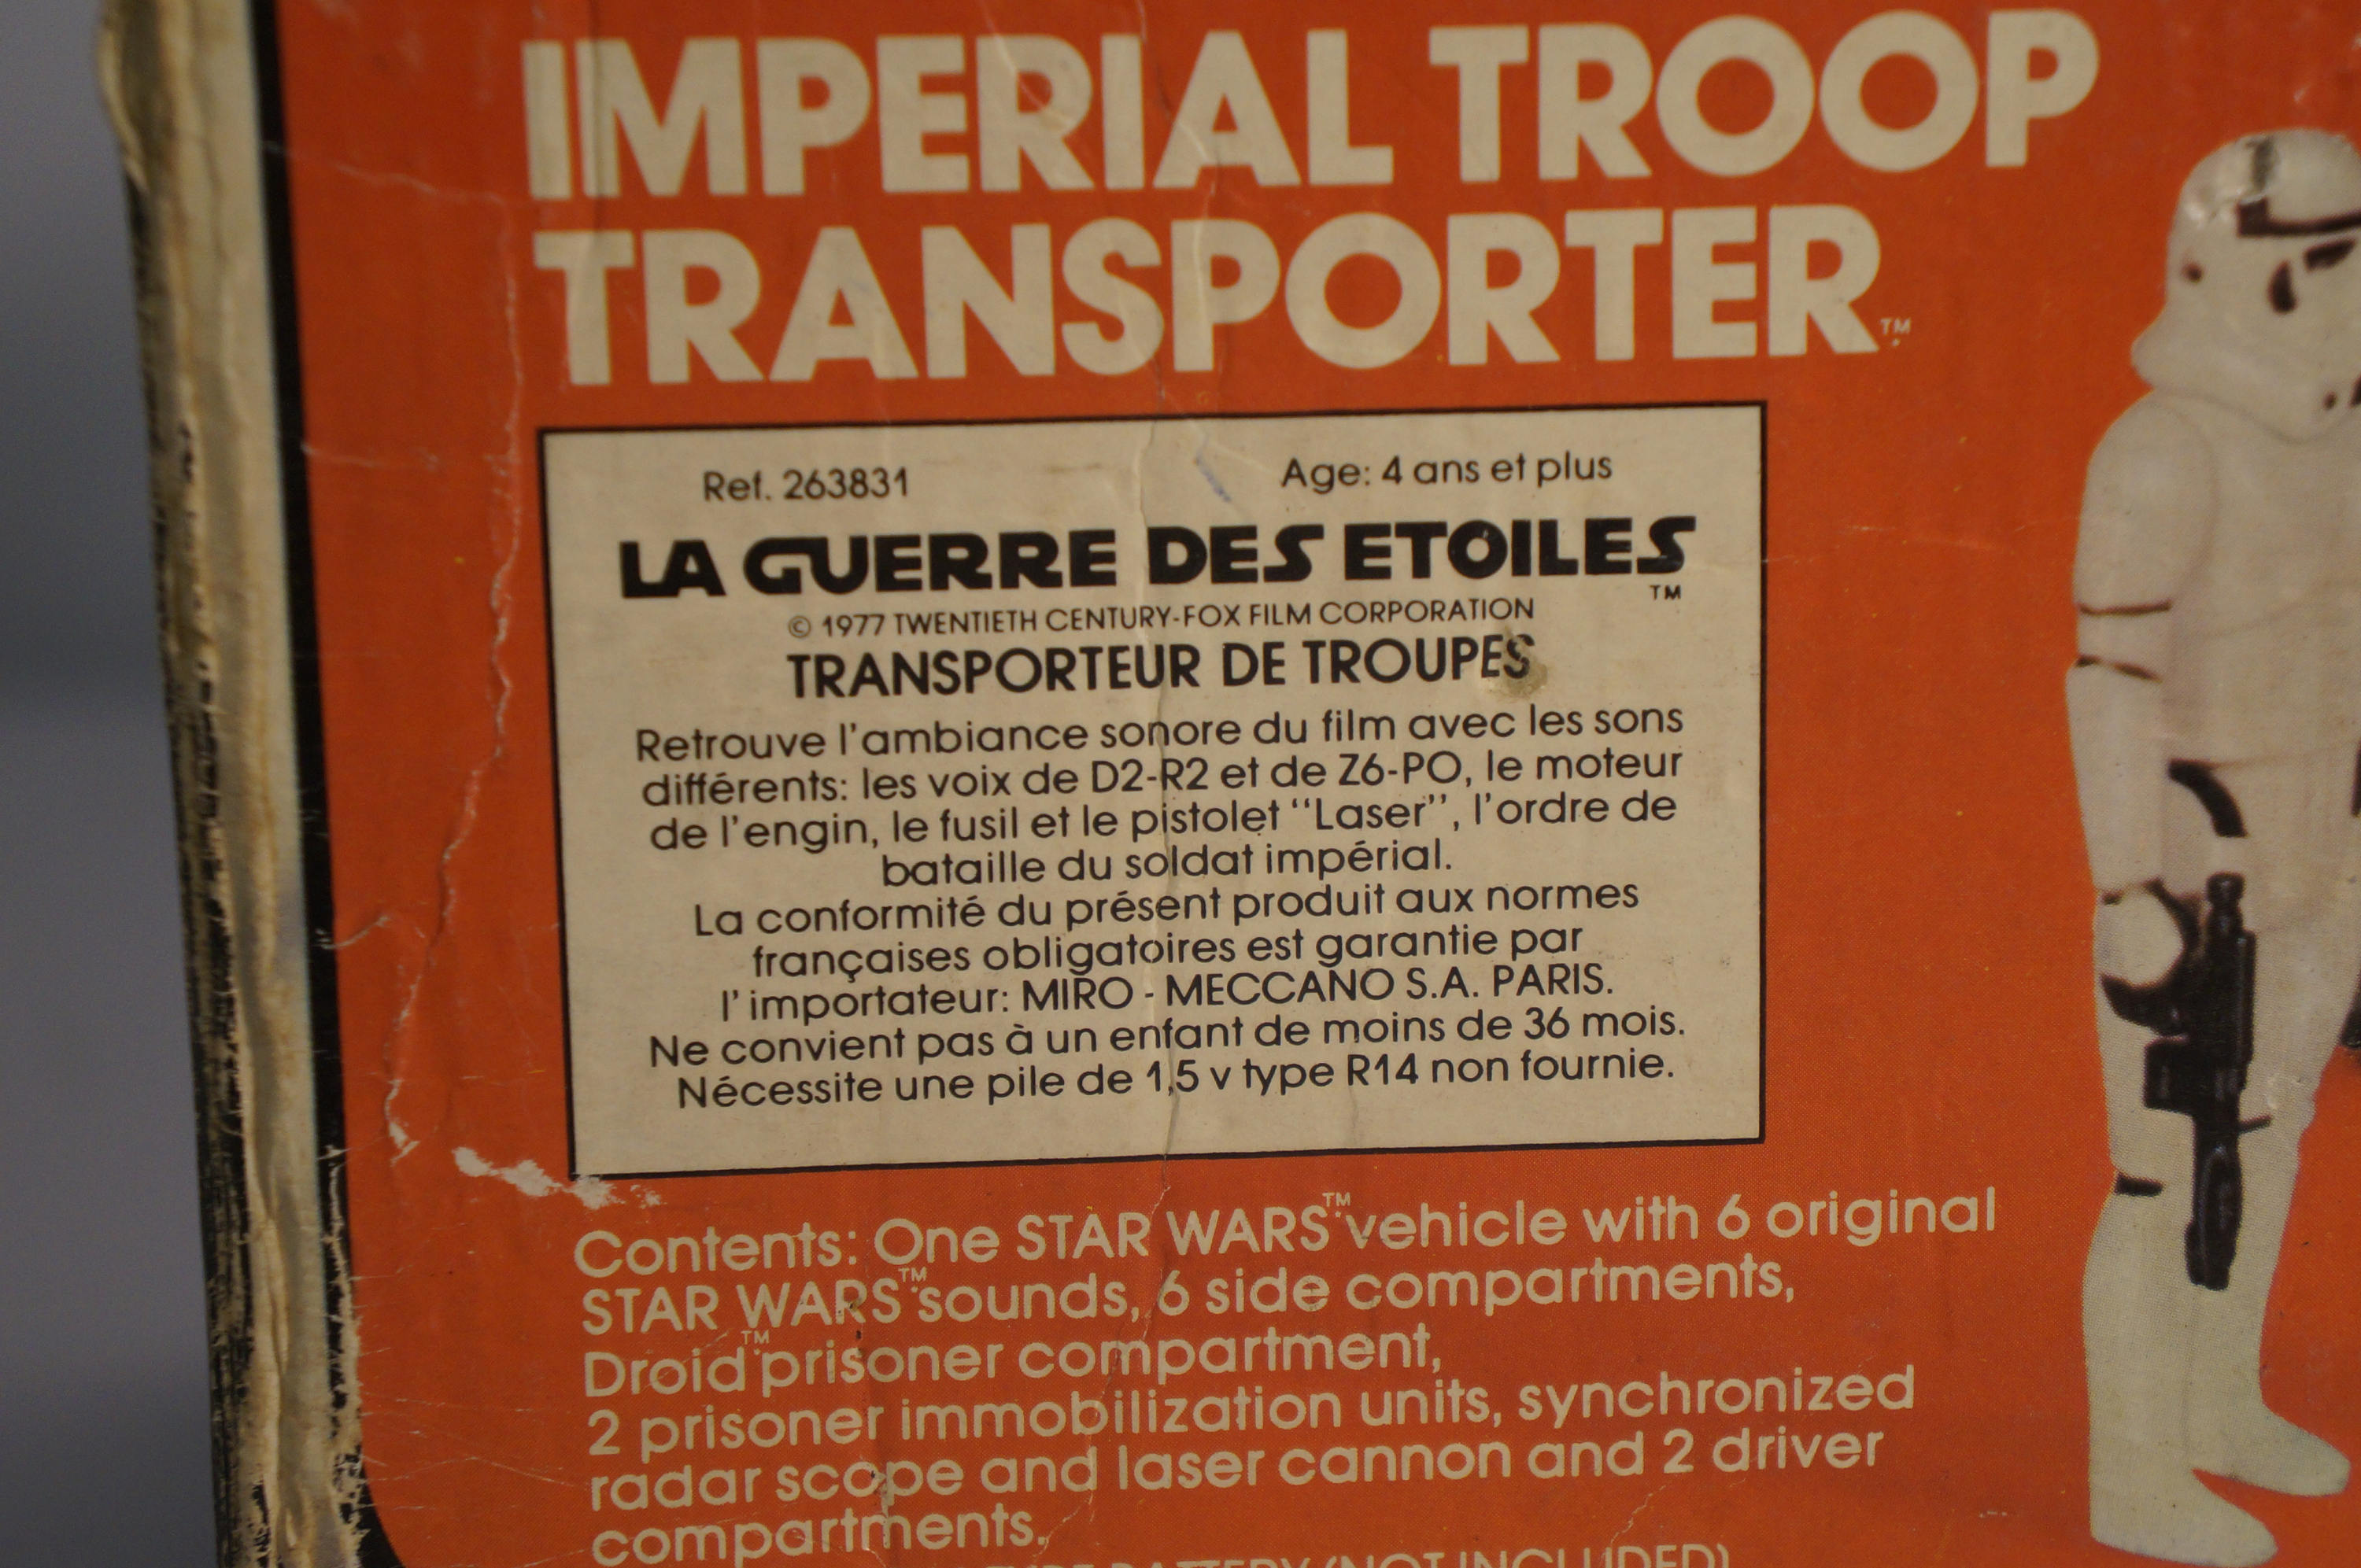 IMPERIAL TROOP
TRANSPORTER™
Ref. 263831 Age: 4 ans et plus
LA GUERRE DES ETOILES™
© 1977 TWENTIETH CENTURY-FOX FILM CORPORATION
TRANSPORTEUR DE TROUPES
Retrouve l'ambiance sonore du film avec les sons
différents: les voix de D2-R2 et de Z6-PO, le moteur
de l'engin, le fusil et le pistolet "Laser", l'ordre de
bataille du soldat impérial.
La conformité du présent produit aux normes
françaises obligatoires est garantie par
l'importateur: MIRO - MECCANO S.A. PARIS.
Ne convient pas à un enfant de moins de 36 mois.
Nécessite une pile de 1,5 v type R14 non fournie.
Contents: One STAR WARS™ vehicle with 6 original
STAR WARS™ sounds, 6 side compartments,
Droid™ prisoner compartment,
2 prisoner immobilization units, synchronized
radar scope and laser cannon and 2 driver
compartments.
BATTERY (NOT INCLUDED)